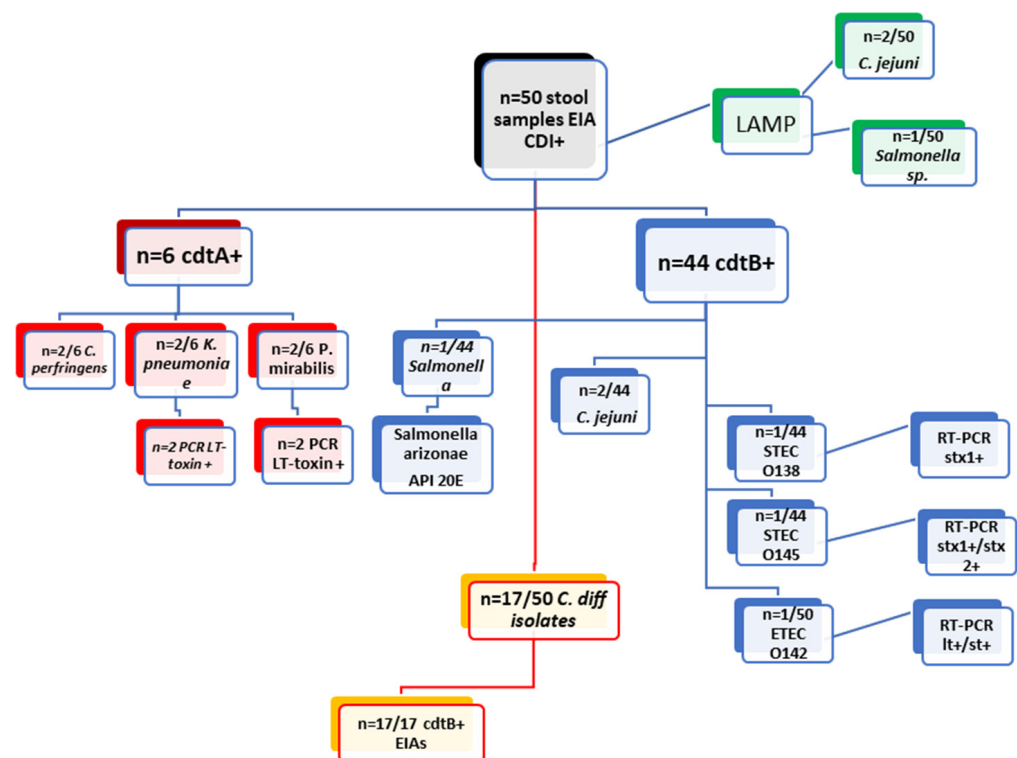 n=50 stool
samples EIA
CDI+
LAMP
n=2/50
C. jejuni
n=1/50
Salmonella
sp.
n=6 cdtA+
n=44 cdtB+
n=2/6 C.
perfringens
n=2/6 K.
pneumonia
e
n=2/6 P.
mirabilis
n=2 PCR LT-
toxin +
n=2 PCR
LT-toxin +
n=1/44
Salmonell
a
Salmonella
arizonae
API 20E
n=2/44
C. jejuni
n=1/44
STEC
O138
RT-PCR
stx1+
n=1/44
STEC
O145
RT-PCR
stx1+/stx
2+
n=1/50
ETEC
O142
RT-PCR
lt+/st+
n=17/50 C. diff
isolates
n=17/17 cdtB+
EIAs